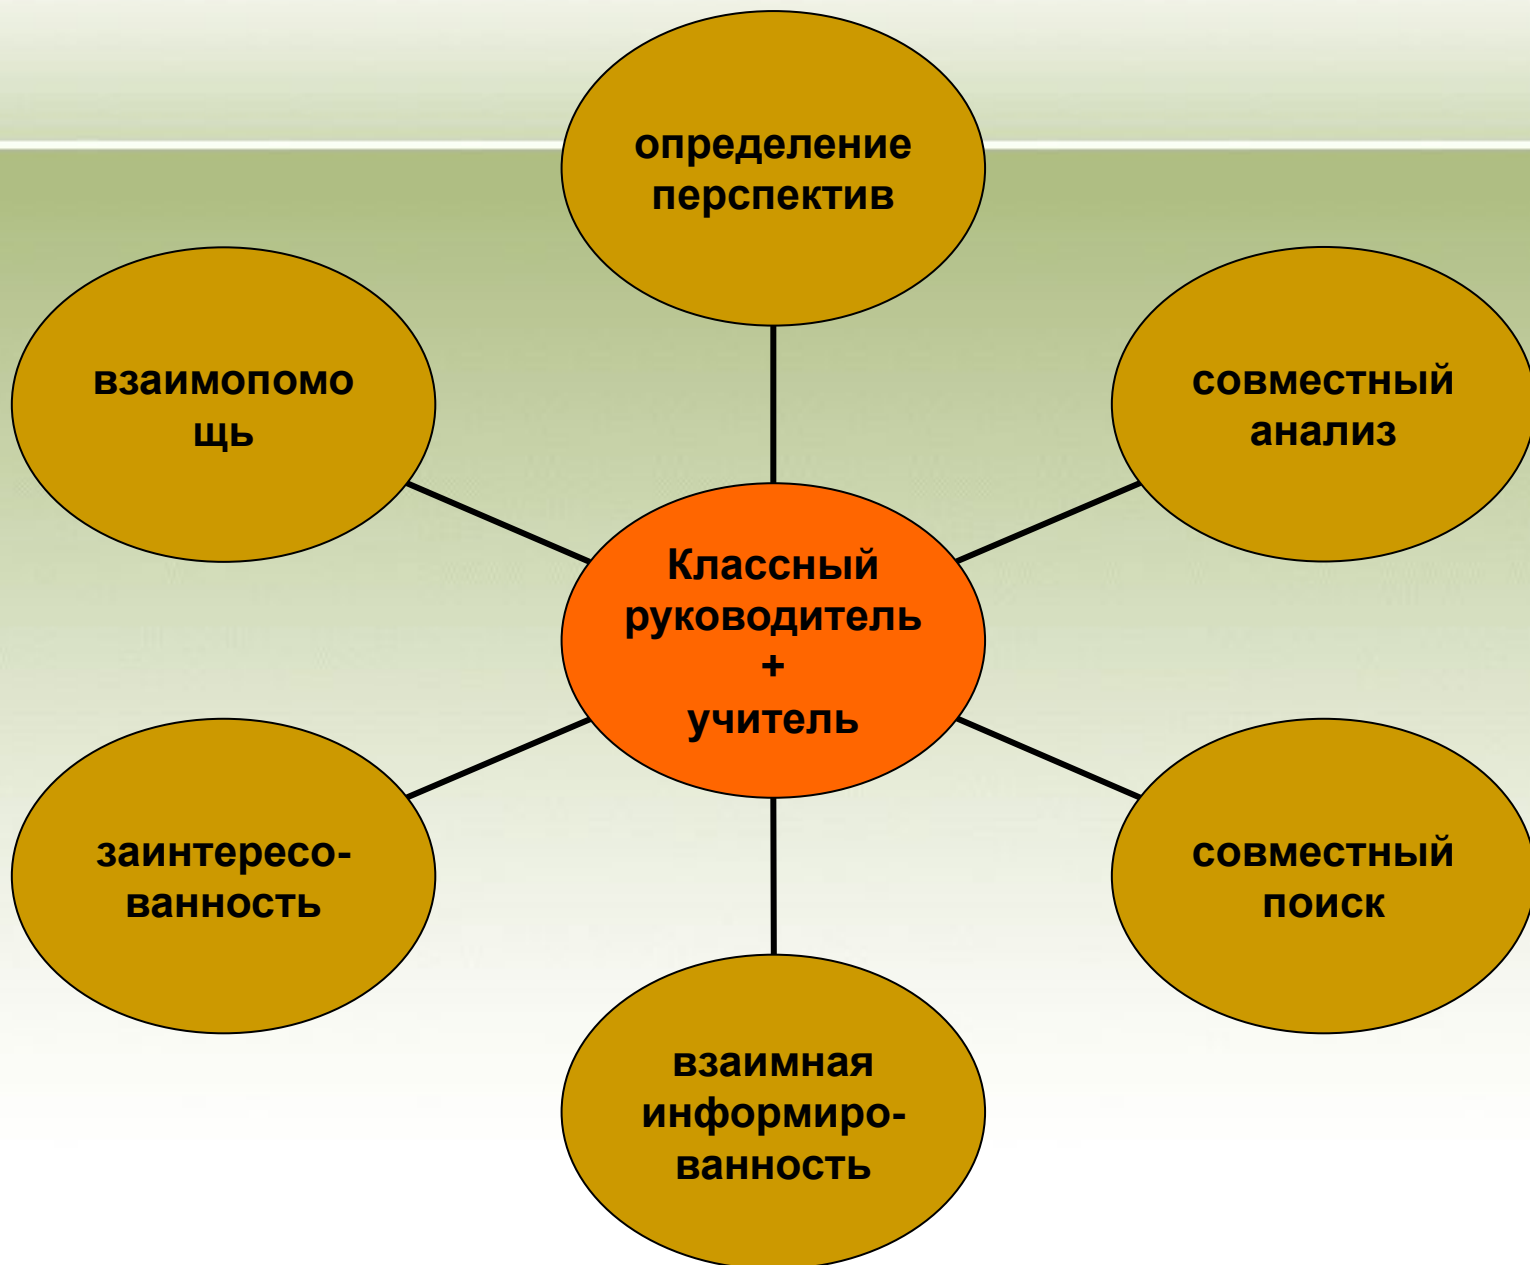 определение
перспектив
взаимопомо
щь
совместный
анализ
Классный
руководитель
+
учитель
заинтересо-
ванность
совместный
поиск
взаимная
информиро-
ванность